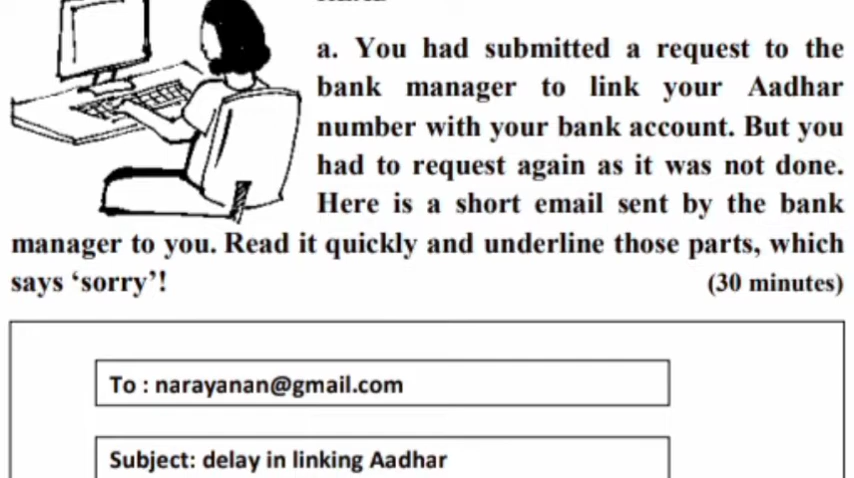 a. You had submitted a request to the
bank manager to link your Aadhar
number with your bank account. But you
had to request again as it was not done.
Here is a short email sent by the bank
manager to you. Read it quickly and underline those parts, which
says ‘sorry’! (30 minutes)
To : narayanan@gmail.com
Subject: delay in linking Aadhar